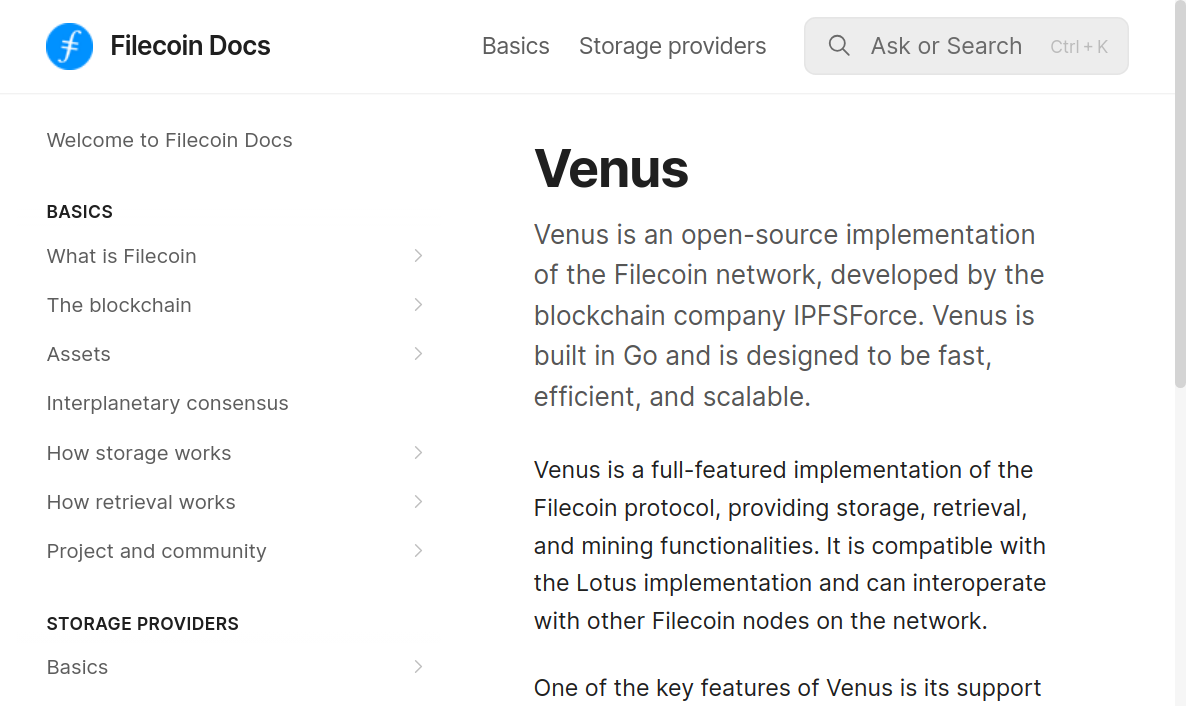 Filecoin Docs
Basics
Storage providers
Ask or Search
Ctrl + K
Welcome to Filecoin Docs
BASICS
What is Filecoin
The blockchain
Assets
Interplanetary consensus
How storage works
How retrieval works
Project and community
STORAGE PROVIDERS
Basics
Venus
Venus is an open-source implementation
of the Filecoin network, developed by the
blockchain company IPFSForce. Venus is
built in Go and is designed to be fast,
efficient, and scalable.
Venus is a full-featured implementation of the
Filecoin protocol, providing storage, retrieval,
and mining functionalities. It is compatible with
the Lotus implementation and can interoperate
with other Filecoin nodes on the network.
One of the key features of Venus is its support